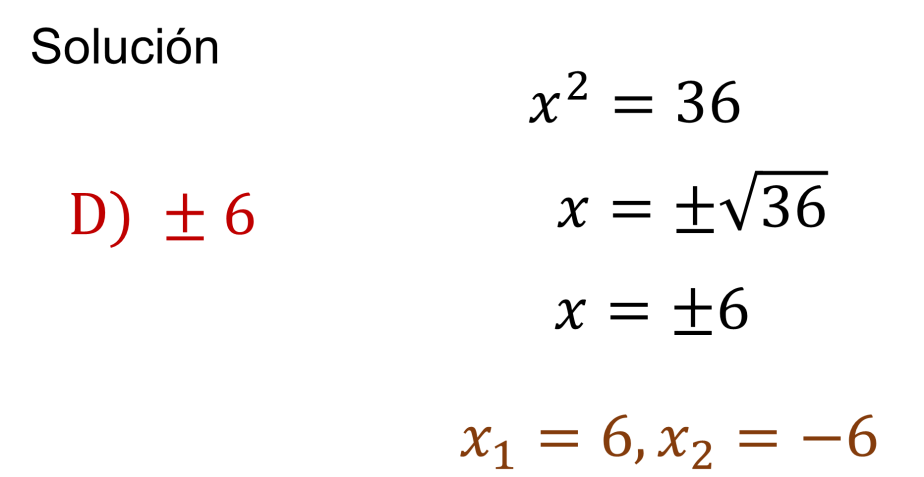 Solución
x² = 36
D) ± 6
x = ±√36
x = ±6
x₁ = 6, x₂ = −6